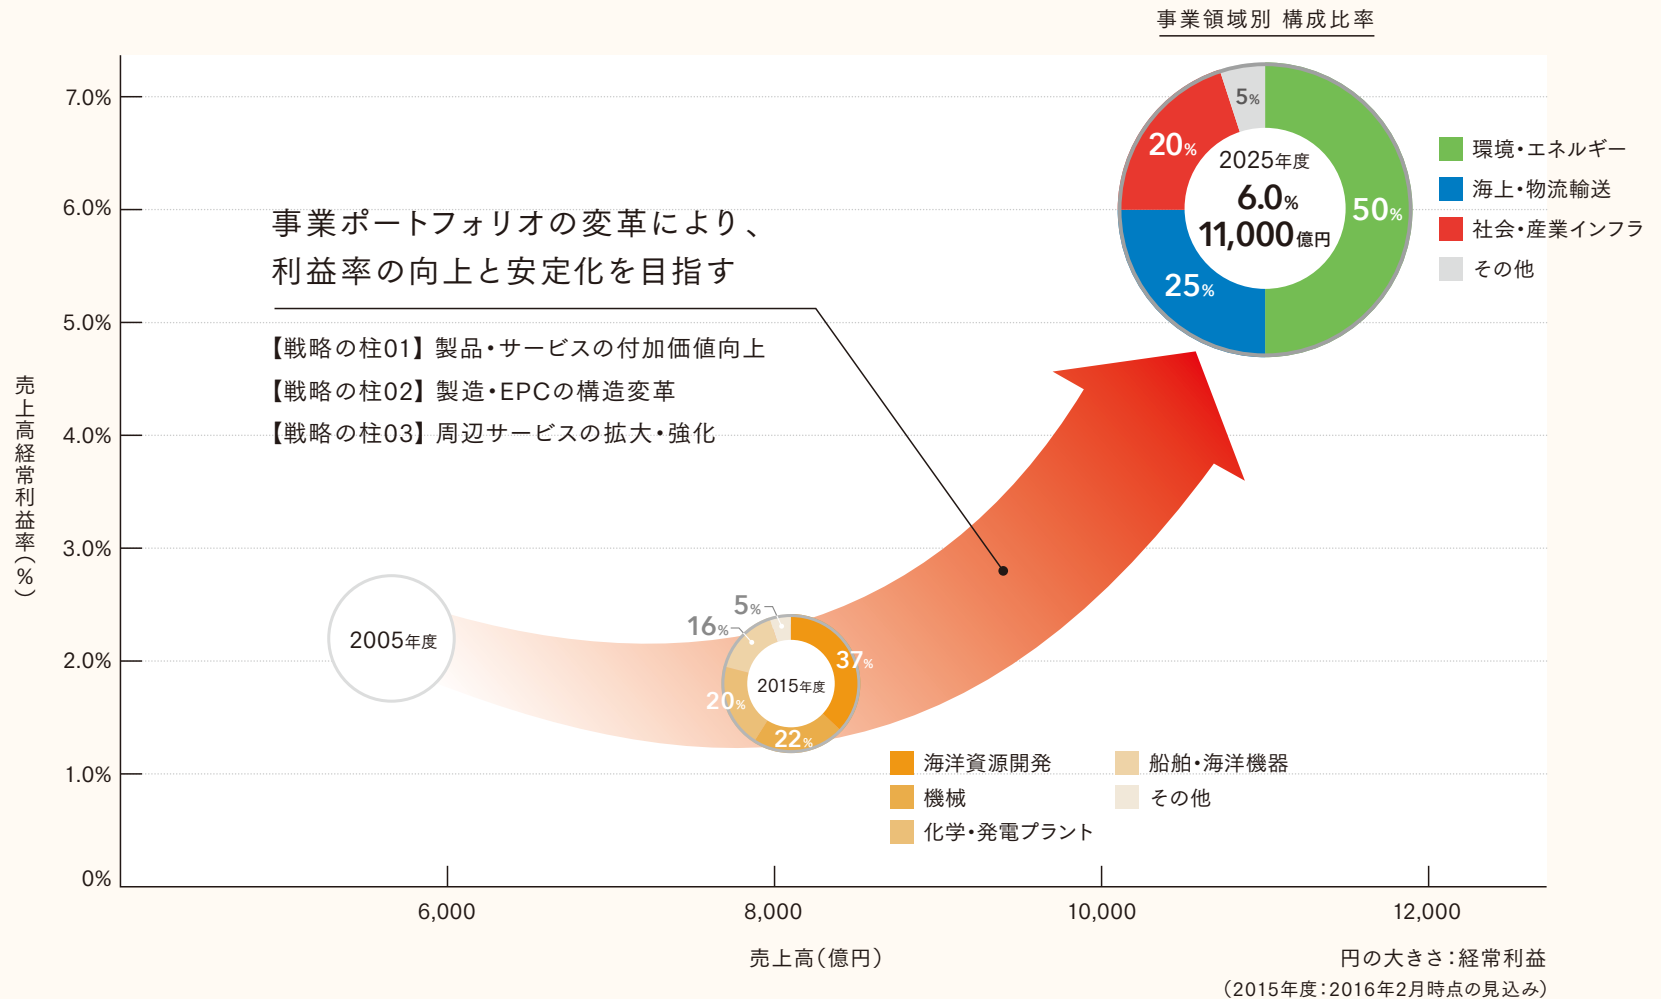 事業領域別 構成比率
7.0%
6.0%
5.0%
4.0%
3.0%
2.0%
1.0%
0%
売上高経常利益率(%)
事業ポートフォリオの変革により、
利益率の向上と安定化を目指す
【戦略の柱01】製品・サービスの付加価値向上
【戦略の柱02】製造・EPCの構造変革
【戦略の柱03】周辺サービスの拡大・強化
5%
20%
50%
25%
2025年度
6.0%
11,000億円
環境・エネルギー
海上・物流輸送
社会・産業インフラ
その他
2005年度
5%
16%
37%
20%
22%
2015年度
海洋資源開発
機械
化学・発電プラント
船舶・海洋機器
その他
6,000
8,000
10,000
12,000
売上高(億円)
円の大きさ:経常利益
(2015年度:2016年2月時点の見込み)